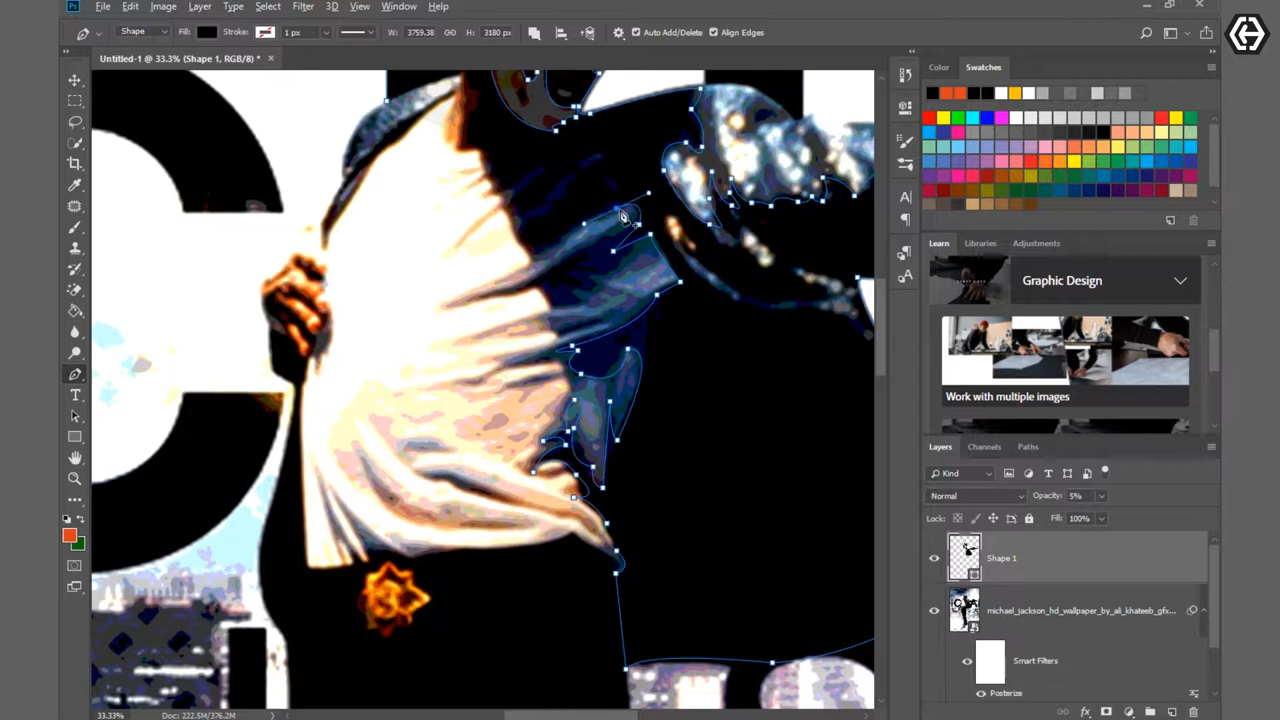 Ps File Edit Image Layer Type Select Filter 3D View Window Help
Shape Fill: Stroke: 1 px W: 3759.38 H: 3180 px Auto Add/Delete Align Edges
Untitled-1 @ 33.3% (Shape 1, RGB/8) *
Color Swatches
Learn Libraries Adjustments
Graphic Design
Work with multiple images
Layers Channels Paths
Kind
Normal Opacity: 5%
Lock: Fill: 100%
Shape 1
michael_jackson_hd_wallpaper_by_ali_khateeb_gfx...
Smart Filters
Posterize
33.33% Doc: 222.5M/376.2M